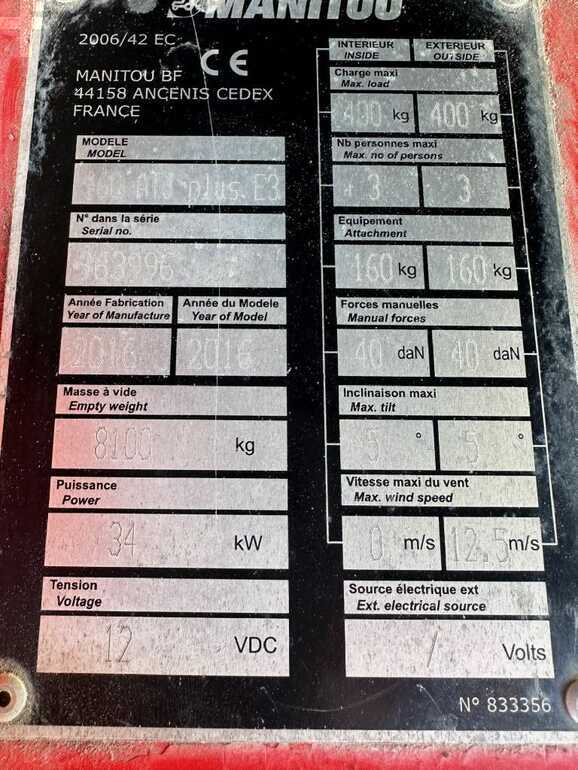 MANITOU
2006/42 EC
CE
MANITOU BF
44158 ANCENIS CEDEX
FRANCE
MODELE
MODEL
plus E3
N° dans la série
Serial no.
Année Fabrication
Year of Manufacture
Année du Modele
Year of Model
2016
2016
Masse à vide
Empty weight
8100 kg
Puissance
Power
34 kW
Tension
Voltage
12 VDC
INTERIEUR
INSIDE
EXTERIEUR
OUTSIDE
Charge maxi
Max. load
400 kg
400 kg
Nb personnes maxi
Max. no of persons
3
3
Equipement
Attachment
160 kg
160 kg
Forces manuelles
Manual forces
40 daN
40 daN
Inclinaison maxi
Max. tilt
5 °
5 °
Vitesse maxi du vent
Max. wind speed
0 m/s
12.5 m/s
Source électrique ext
Ext. electrical source
/ Volts
N° 833356